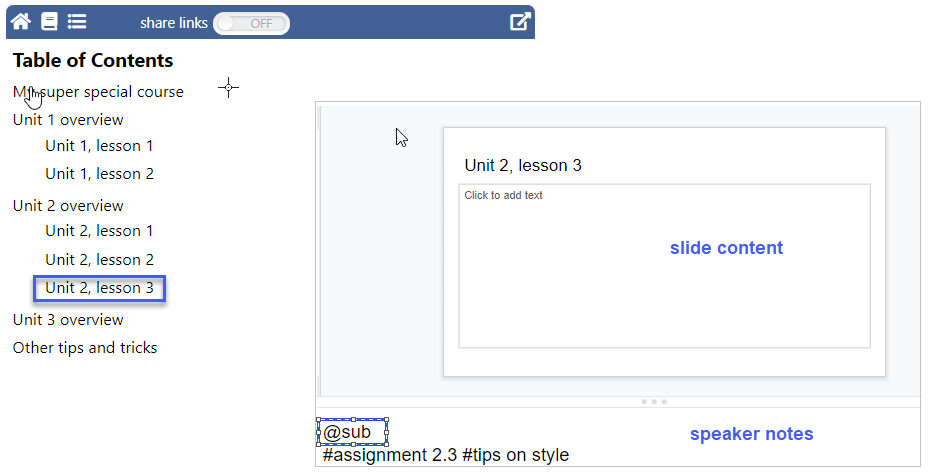 share links OFF
Table of Contents
My super special course
Unit 1 overview
Unit 1, lesson 1
Unit 1, lesson 2
Unit 2 overview
Unit 2, lesson 1
Unit 2, lesson 2
Unit 2, lesson 3
Unit 3 overview
Other tips and tricks
Unit 2, lesson 3
Click to add text
slide content
@sub
speaker notes
#assignment 2.3 #tips on style